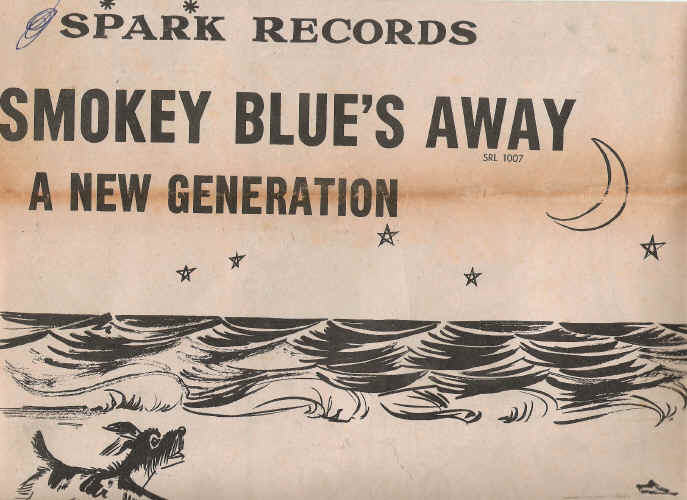 SPARK RECORDS
SMOKEY BLUE'S AWAY
SRL 1007
A NEW GENERATION